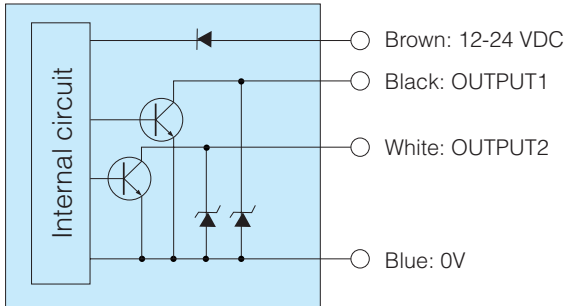 Internal circuit
Brown: 12-24 VDC
Black: OUTPUT1
White: OUTPUT2
Blue: 0V